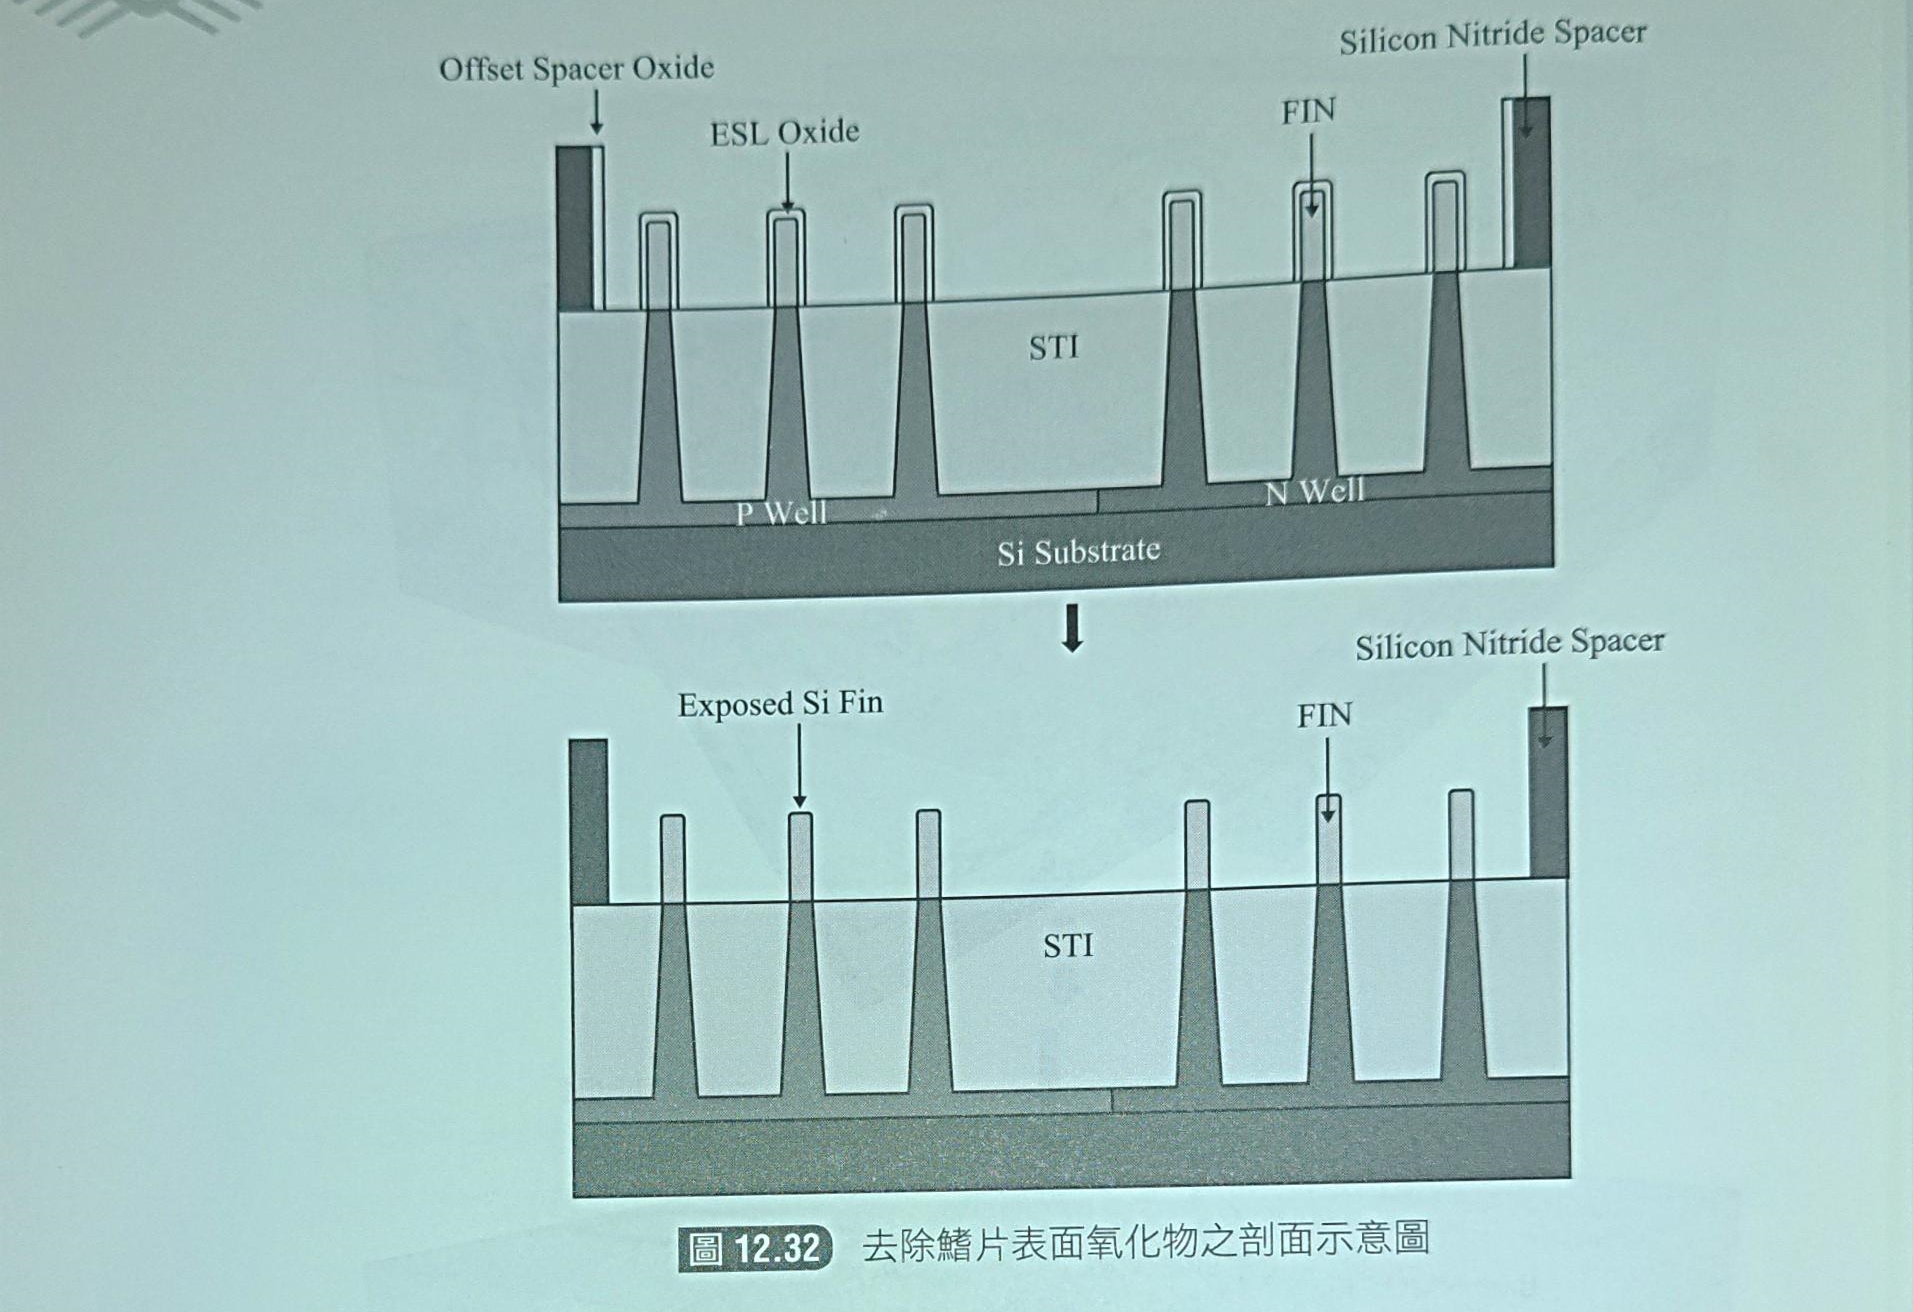 Silicon Nitride Spacer
Offset Spacer Oxide
FIN
ESL Oxide
STI
N Well
P Well
Si Substrate
Silicon Nitride Spacer
Exposed Si Fin
FIN
STI
圖 12.32 去除鰭片表面氧化物之剖面示意圖